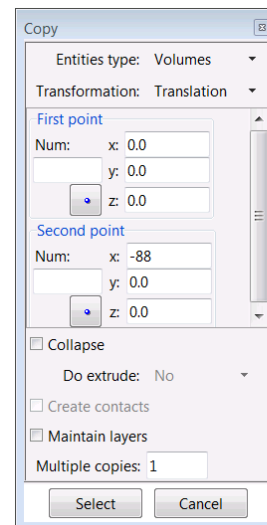 Copy
Entities type: Volumes
Transformation: Translation
First point
Num: x: 0.0
y: 0.0
z: 0.0
Second point
Num: x: -88
y: 0.0
z: 0.0
Collapse
Do extrude: No
Create contacts
Maintain layers
Multiple copies: 1
Select Cancel